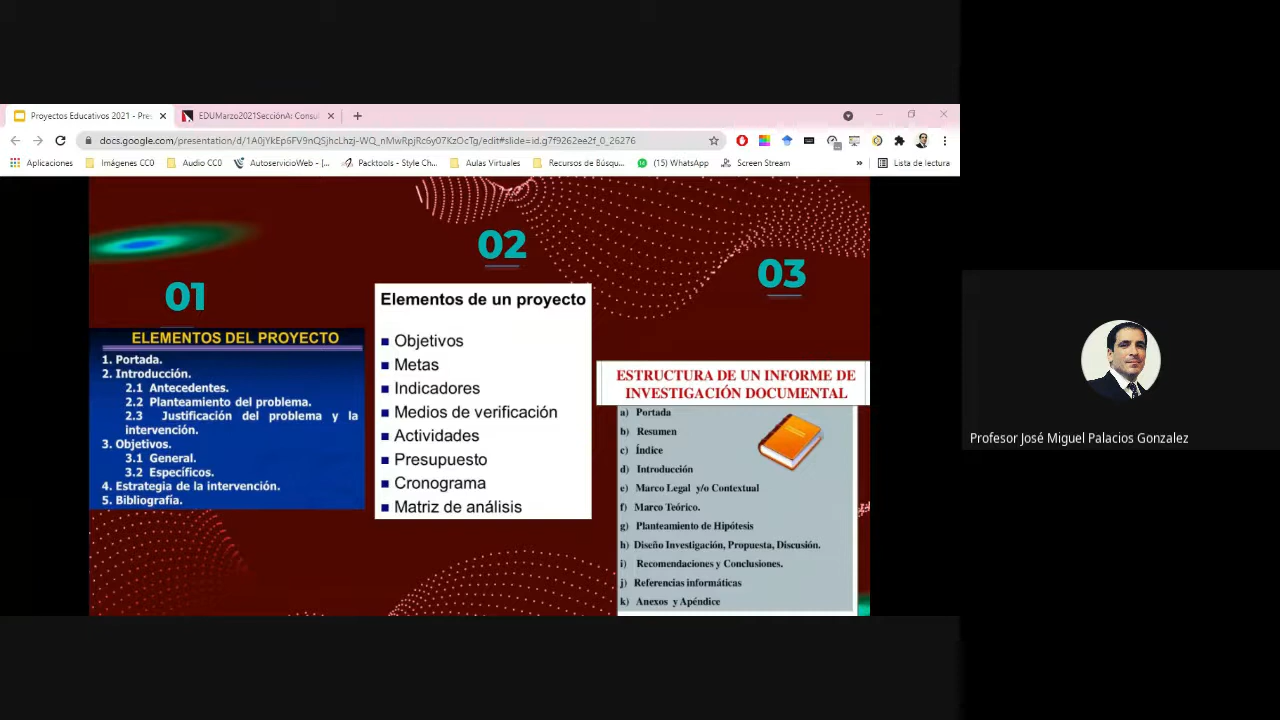 Proyectos Educativos 2021 - Pre:
EDUMarzo2021SecciónA: Consul
docs.google.com/presentation/d/1A0jYkEp6FV9nQSjhcLhzj-WQ_nMwRpjRc6y07KzOcTg/edit#slide=id.g7f9262ee2f_0_26276
Aplicaciones
Imágenes CC0
Audio CC0
AutoservicioWeb - [...
Packtools - Style Ch...
Aulas Virtuales
Recursos de Búsqu...
(15) WhatsApp
Screen Stream
»
Lista de lectura
01
ELEMENTOS DEL PROYECTO
1. Portada.
2. Introducción.
2.1 Antecedentes.
2.2 Planteamiento del problema.
2.3 Justificación del problema y la
intervención.
3. Objetivos.
3.1 General.
3.2 Específicos.
4. Estrategia de la intervención.
5. Bibliografía.
02
Elementos de un proyecto
Objetivos
Metas
Indicadores
Medios de verificación
Actividades
Presupuesto
Cronograma
Matriz de análisis
03
ESTRUCTURA DE UN INFORME DE
INVESTIGACIÓN DOCUMENTAL
a) Portada
b) Resumen
c) Índice
d) Introducción
e) Marco Legal y/o Contextual
f) Marco Teórico.
g) Planteamiento de Hipótesis
h) Diseño Investigación, Propuesta, Discusión.
i) Recomendaciones y Conclusiones.
j) Referencias informáticas
k) Anexos y Apéndice
Profesor José Miguel Palacios Gonzalez